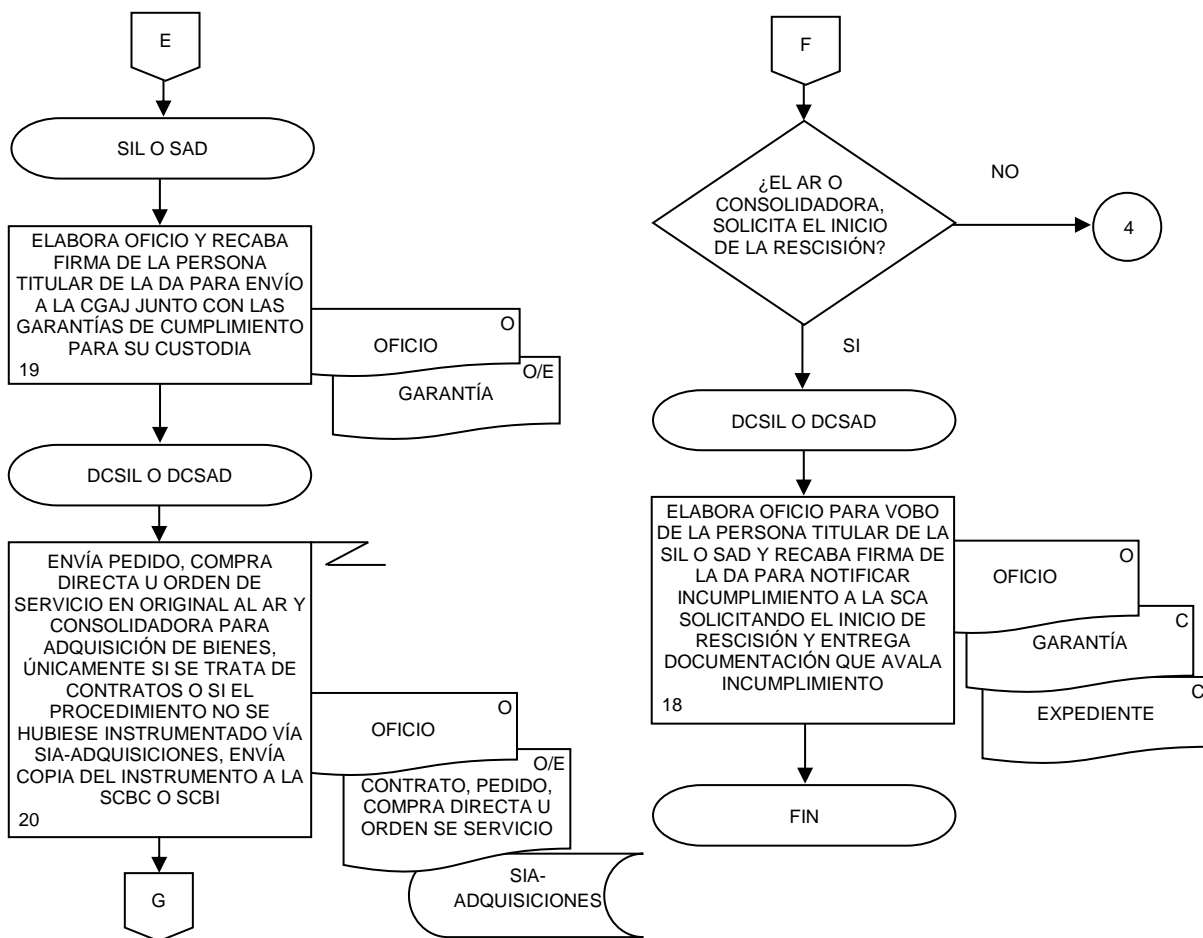 E
SIL O SAD
ELABORA OFICIO Y RECABA
FIRMA DE LA PERSONA
TITULAR DE LA DA PARA ENVÍO
A LA CGAJ JUNTO CON LAS
GARANTÍAS DE CUMPLIMIENTO
PARA SU CUSTODIA
19
O
OFICIO
O/E
GARANTÍA
DCSIL O DCSAD
ENVÍA PEDIDO, COMPRA
DIRECTA U ORDEN DE
SERVICIO EN ORIGINAL AL AR Y
CONSOLIDADORA PARA
ADQUISICIÓN DE BIENES,
ÚNICAMENTE SI SE TRATA DE
CONTRATOS O SI EL
PROCEDIMIENTO NO SE
HUBIESE INSTRUMENTADO VÍA
SIA-ADQUISICIONES, ENVÍA
COPIA DEL INSTRUMENTO A LA
SCBC O SCBI
20
O
OFICIO
O/E
CONTRATO, PEDIDO,
COMPRA DIRECTA U
ORDEN SE SERVICIO
SIA-
ADQUISICIONES
G
F
¿EL AR O
CONSOLIDADORA,
SOLICITA EL INICIO
DE LA RESCISIÓN?
NO
4
SI
DCSIL O DCSAD
ELABORA OFICIO PARA VOBO
DE LA PERSONA TITULAR DE LA
SIL O SAD Y RECABA FIRMA DE
LA DA PARA NOTIFICAR
INCUMPLIMIENTO A LA SCA
SOLICITANDO EL INICIO DE
RESCISIÓN Y ENTREGA
DOCUMENTACIÓN QUE AVALA
INCUMPLIMIENTO
18
O
OFICIO
C
GARANTÍA
C
EXPEDIENTE
FIN